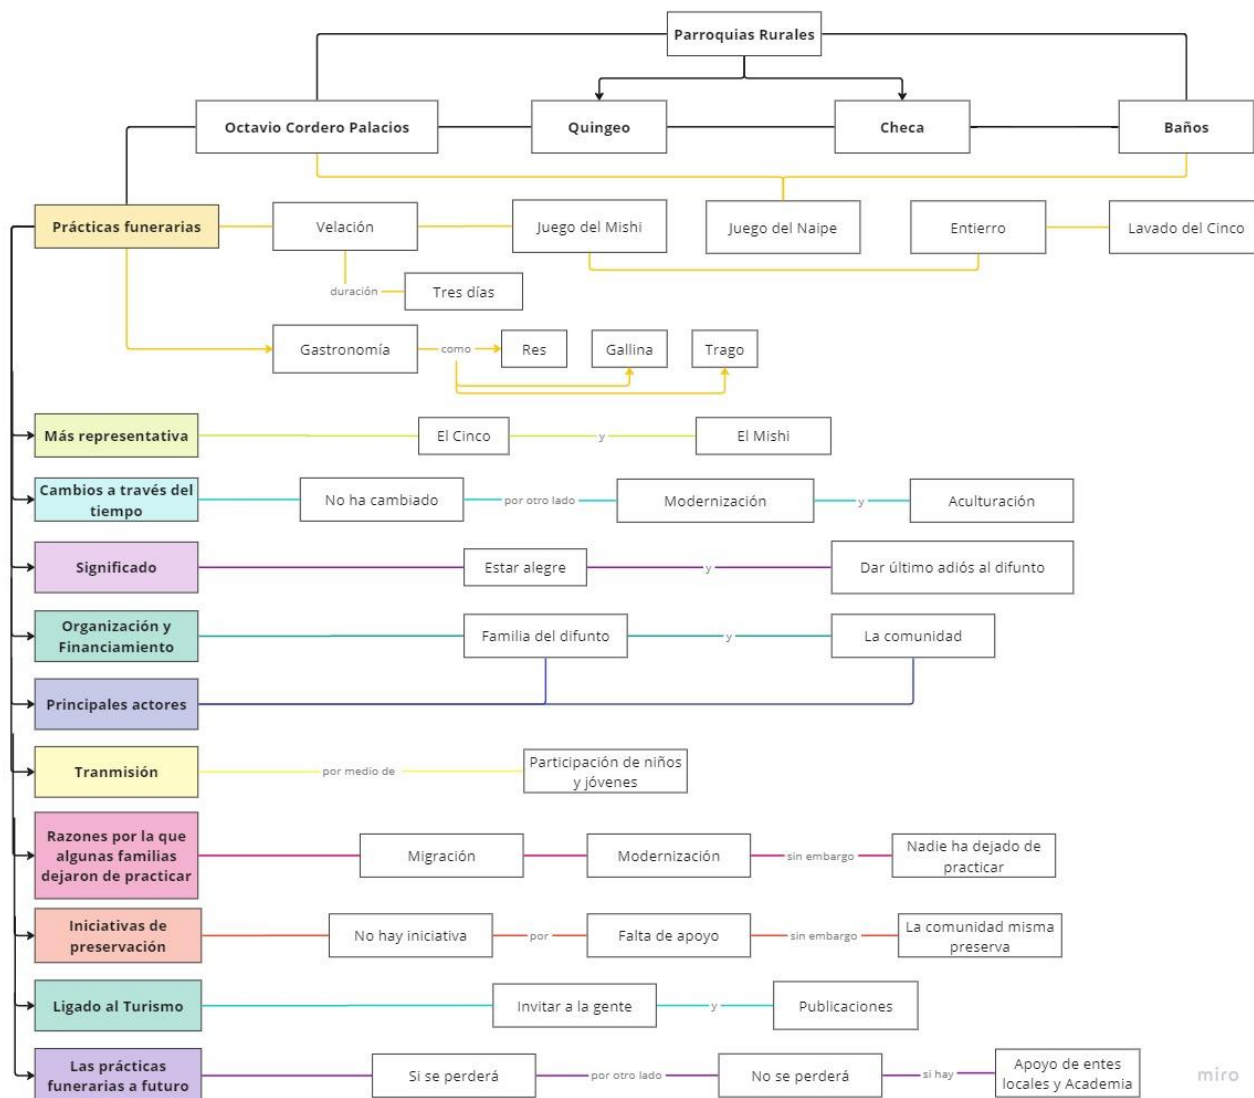 Parroquias Rurales
Octavio Cordero Palacios
Quingeo
Checa
Baños
Prácticas funerarias
Velación
Juego del Mishi
Juego del Naipe
Entierro
Lavado del Cinco
duración
Tres días
Gastronomía
como
Res
Gallina
Trago
Más representativa
El Cinco
y
El Mishi
Cambios a través del
tiempo
No ha cambiado
por otro lado
Modernización
y
Aculturación
Significado
Estar alegre
y
Dar último adiós al difunto
Organización y
Financiamiento
Familia del difunto
y
La comunidad
Principales actores
Tranmisión
por medio de
Participación de niños
y jóvenes
Razones por la que
algunas familias
dejaron de practicar
Migración
Modernización
sin embargo
Nadie ha dejado de
practicar
Iniciativas de
preservación
No hay iniciativa
por
Falta de apoyo
sin embargo
La comunidad misma
preserva
Ligado al Turismo
Invitar a la gente
y
Publicaciones
Las prácticas
funerarias a futuro
Si se perderá
por otro lado
No se perderá
si hay
Apoyo de entes
locales y Academia
miro